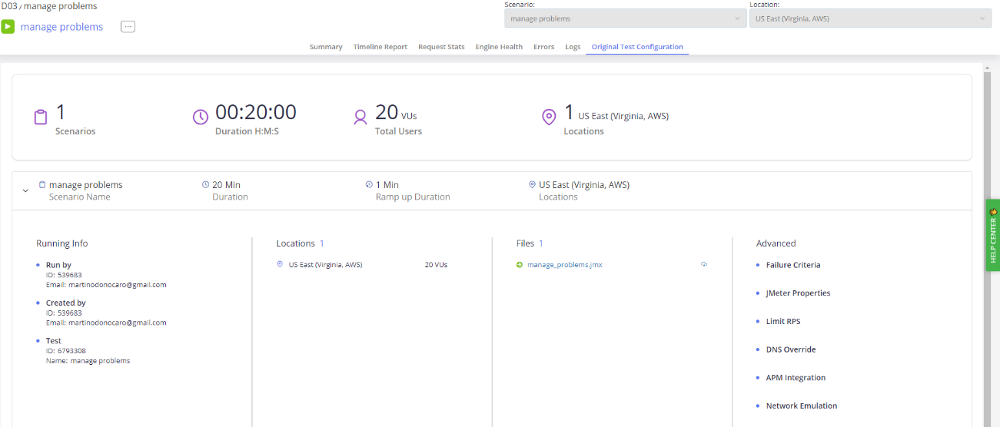 D03 / manage problems
manage problems
...
Scenario:
manage problems
Location:
US East (Virginia, AWS)
Summary Timeline Report Request Stats Engine Health Errors Logs Original Test Configuration
1
Scenarios
00:20:00
Duration H:M:S
20 VUs
Total Users
1 US East (Virginia, AWS)
Locations
manage problems
Scenario Name
20 Min
Duration
1 Min
Ramp up Duration
US East (Virginia, AWS)
Locations
Running Info
Run by
ID: 539683
Email: martinodonocaro@gmail.com
Created by
ID: 539683
Email: martinodonocaro@gmail.com
Test
ID: 6793308
Name: manage problems
Locations 1
US East (Virginia, AWS) 20 VUs
Files 1
manage_problems.jmx
Advanced
Failure Criteria
JMeter Properties
Limit RPS
DNS Override
APM Integration
Network Emulation
HELP CENTER